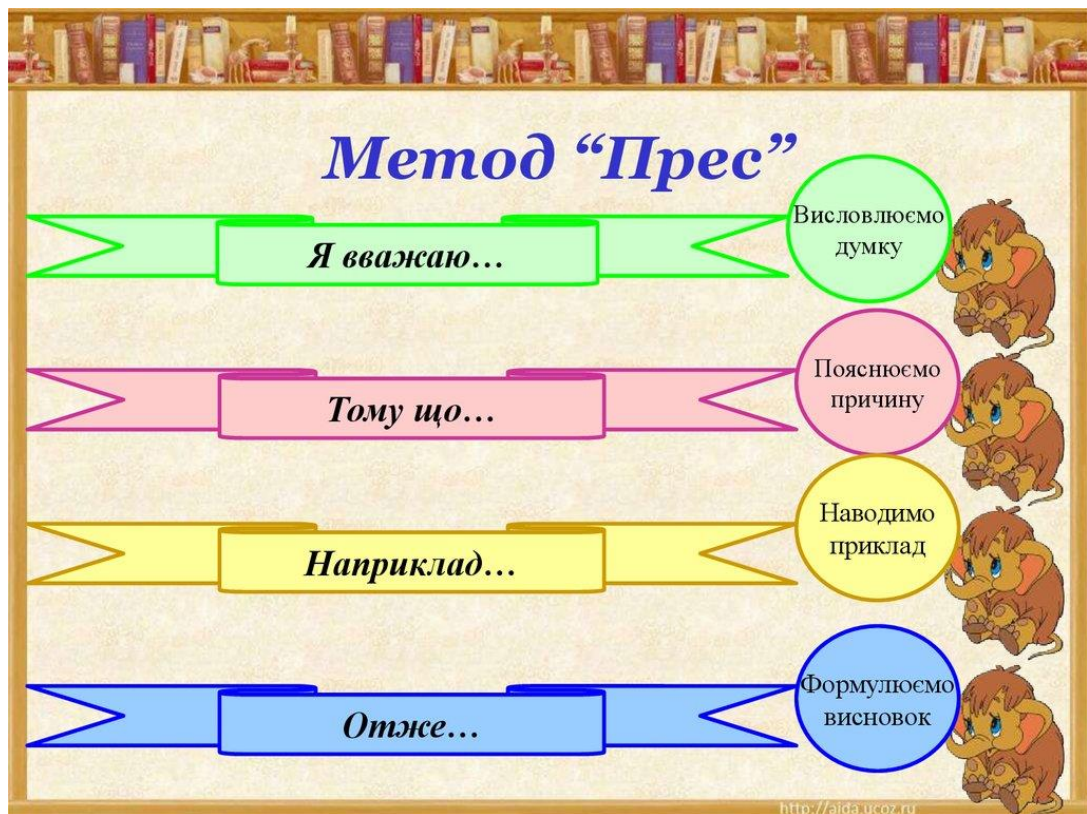 Метод “Прес”
Я вважаю…
Висловлюємо
думку
Тому що…
Пояснюємо
причину
Наприклад…
Наводимо
приклад
Отже…
Формулюємо
висновок
http://aida.ucoz.ru